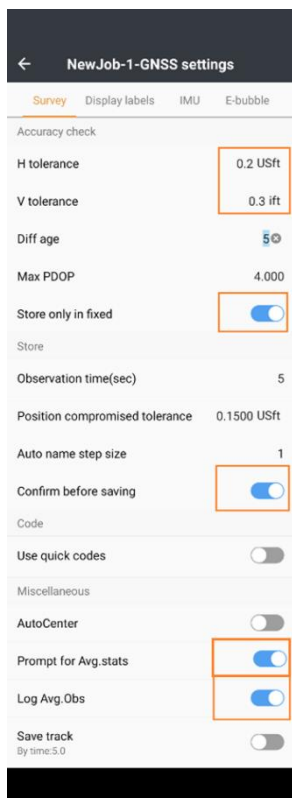 NewJob-1-GNSS settings
Survey Display labels IMU E-bubble
Accuracy check
H tolerance 0.2 USft
V tolerance 0.3 ift
Diff age 5
Max PDOP 4.000
Store only in fixed
Store
Observation time(sec) 5
Position compromised tolerance 0.1500 USft
Auto name step size 1
Confirm before saving
Code
Use quick codes
Miscellaneous
AutoCenter
Prompt for Avg.stats
Log Avg.Obs
Save track
By time:5.0